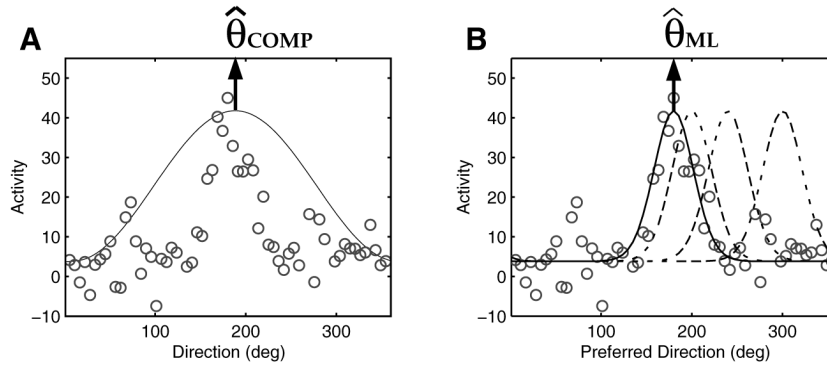 A
θ̂COMP
50
40
30
20
10
0
−10
Activity
100
200
300
Direction (deg)
B
θ̂ML
50
40
30
20
10
0
−10
Activity
100
200
300
Preferred Direction (deg)